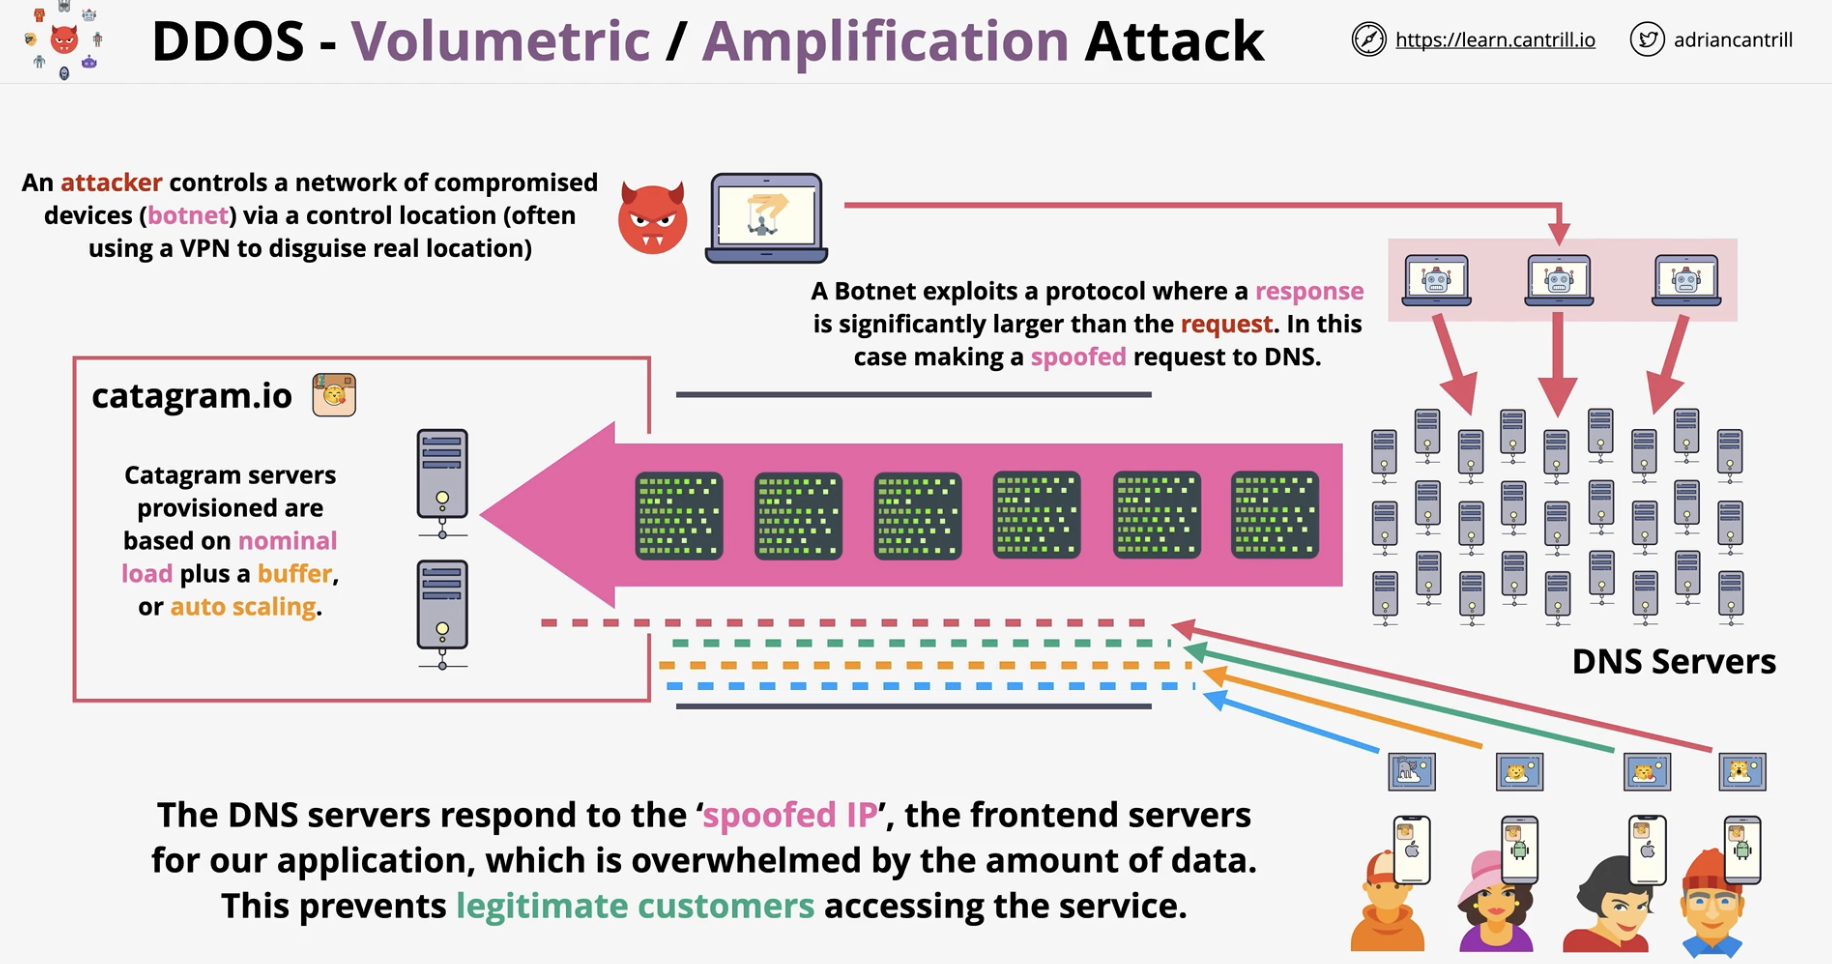 DDOS - Volumetric / Amplification Attack
https://learn.cantrill.io
adriancantrill
An attacker controls a network of compromised
devices (botnet) via a control location (often
using a VPN to disguise real location)
A Botnet exploits a protocol where a response
is significantly larger than the request. In this
case making a spoofed request to DNS.
catagram.io
Catagram servers
provisioned are
based on nominal
load plus a buffer,
or auto scaling.
DNS Servers
The DNS servers respond to the ‘spoofed IP’, the frontend servers
for our application, which is overwhelmed by the amount of data.
This prevents legitimate customers accessing the service.